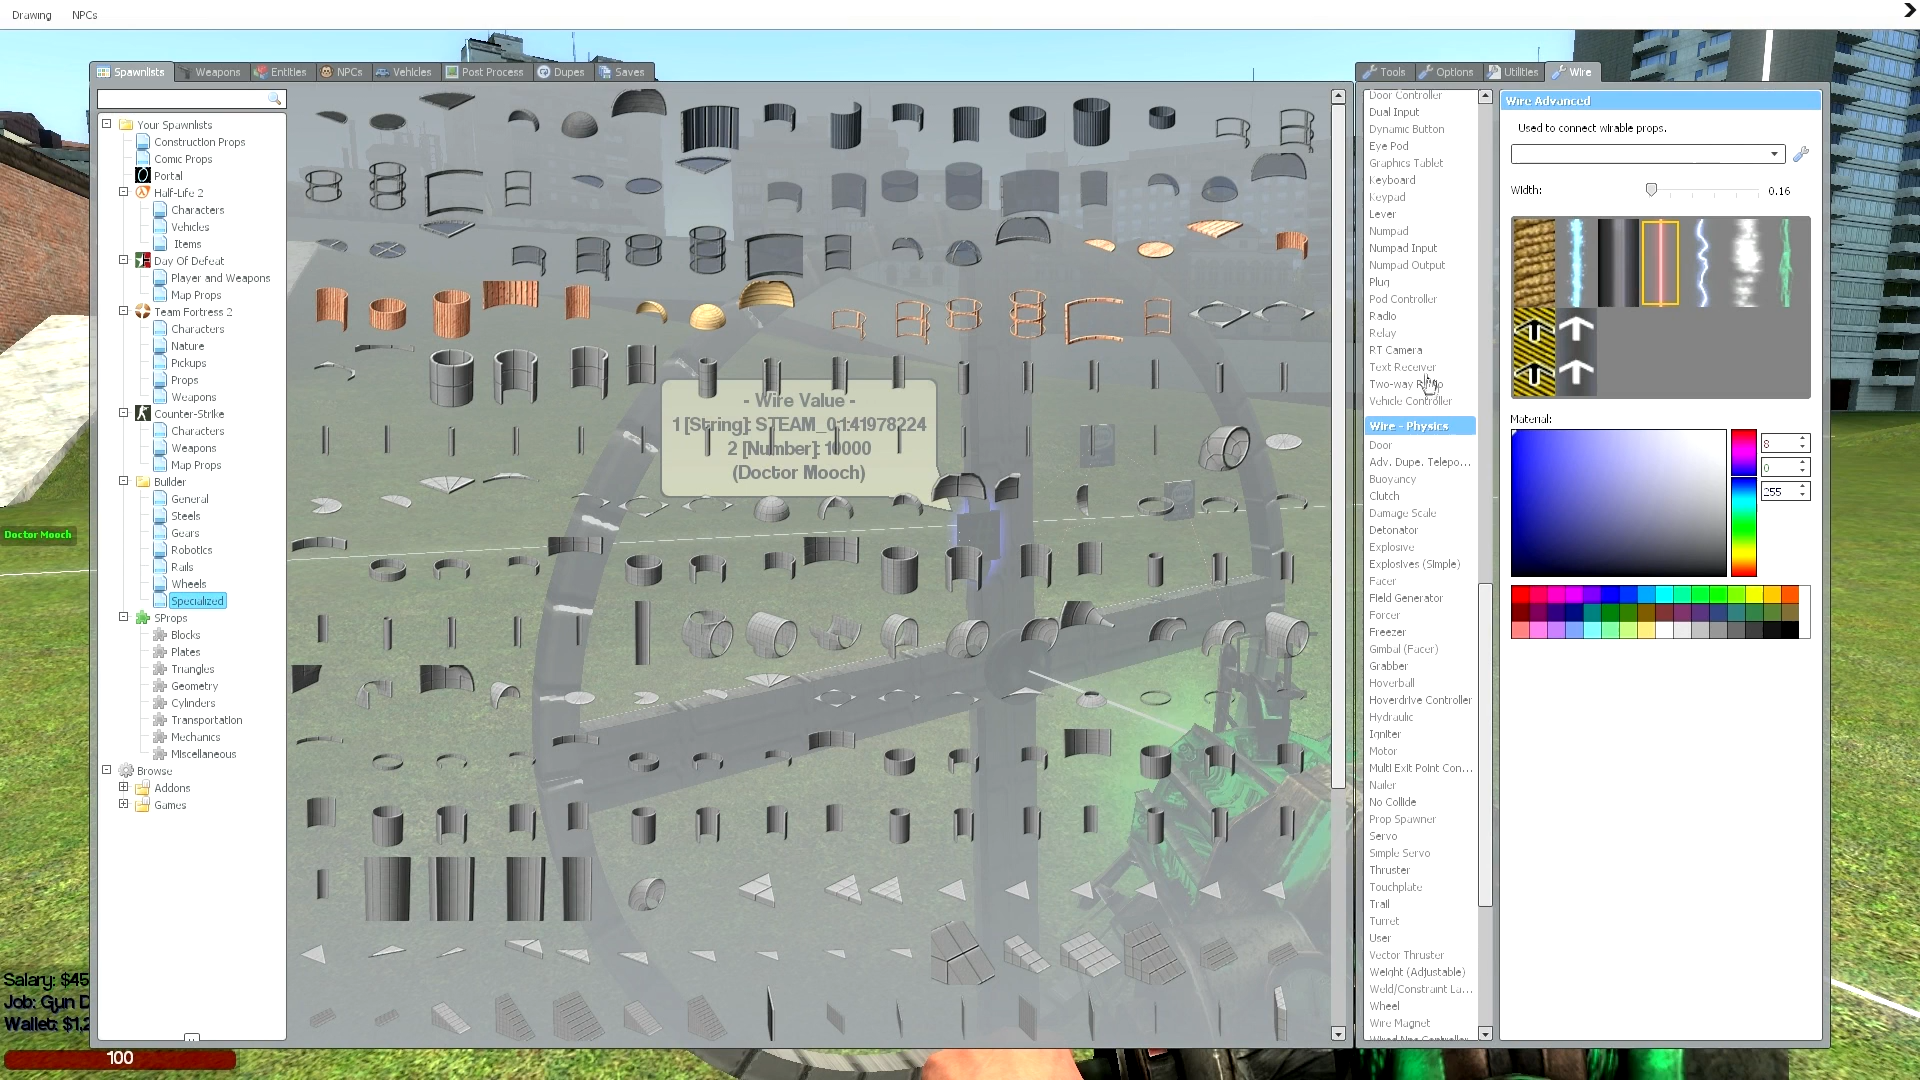 Drawing NPCs
Spawnlists Weapons Entities NPCs Vehicles Post Process Dupes Saves
Your Spawnlists
Construction Props
Comic Props
Portal
Half-Life 2
Characters
Vehicles
Items
Day Of Defeat
Player and Weapons
Map Props
Team Fortress 2
Characters
Nature
Pickups
Props
Weapons
Counter-Strike
Characters
Weapons
Map Props
Builder
General
Steels
Gears
Robotics
Rails
Wheels
Specialized
SProps
Blocks
Plates
Triangles
Geometry
Cylinders
Transportation
Mechanics
Miscellaneous
Browse
Addons
Games
- Wire Value -
1 [String]: STEAM_0:1:41978224
2 [Number]: 10000
(Doctor Mooch)
Doctor Mooch
Salary: $45
Job: Gun D
Wallet: $1,2
100
Tools Options Utilities Wire
Door Controller
Dual Input
Dynamic Button
Eye Pod
Graphics Tablet
Keyboard
Keypad
Lever
Numpad
Numpad Input
Numpad Output
Plug
Pod Controller
Radio
Relay
RT Camera
Text Receiver
Two-way Radio
Vehicle Controller
Wire - Physics
Door
Adv. Dupe. Telepo...
Buoyancy
Clutch
Damage Scale
Detonator
Explosive
Explosives (Simple)
Facer
Field Generator
Forcer
Freezer
Gimbal (Facer)
Grabber
Hoverball
Hoverdrive Controller
Hydraulic
Igniter
Motor
Multi Exit Point Con...
Nailer
No Collide
Prop Spawner
Servo
Simple Servo
Thruster
Touchplate
Trail
Turret
User
Vector Thruster
Weight (Adjustable)
Weld/Constraint La...
Wheel
Wire Magnet
Wired Npc Controller
Wire Advanced
Used to connect wirable props.
Width: 0.16
Material:
8
0
255